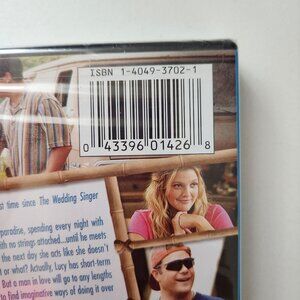 ISBN 1-4049-3702-1
0 43396 01426 8
st time since The Wedding Singer
paradise, spending every night with
with no strings attached...until he meets
the next day she acts like she doesn't
t or what? Actually, Lucy has short-term
But a man in love will go to any lengths
to find imaginative ways of doing it over